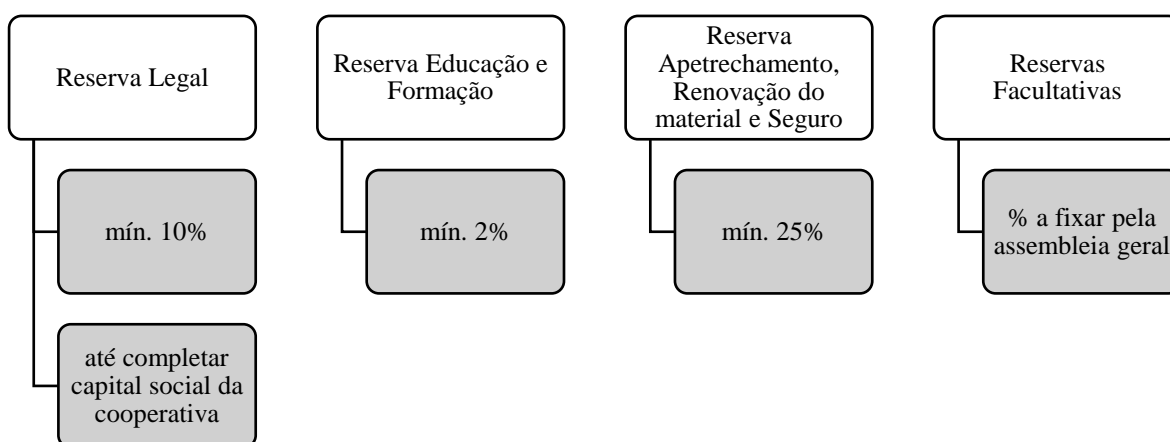 Reserva Legal
mín. 10%
até completar
capital social da
cooperativa
Reserva Educação e
Formação
mín. 2%
Reserva
Apetrechamento,
Renovação do
material e Seguro
mín. 25%
Reservas
Facultativas
% a fixar pela
assembleia geral